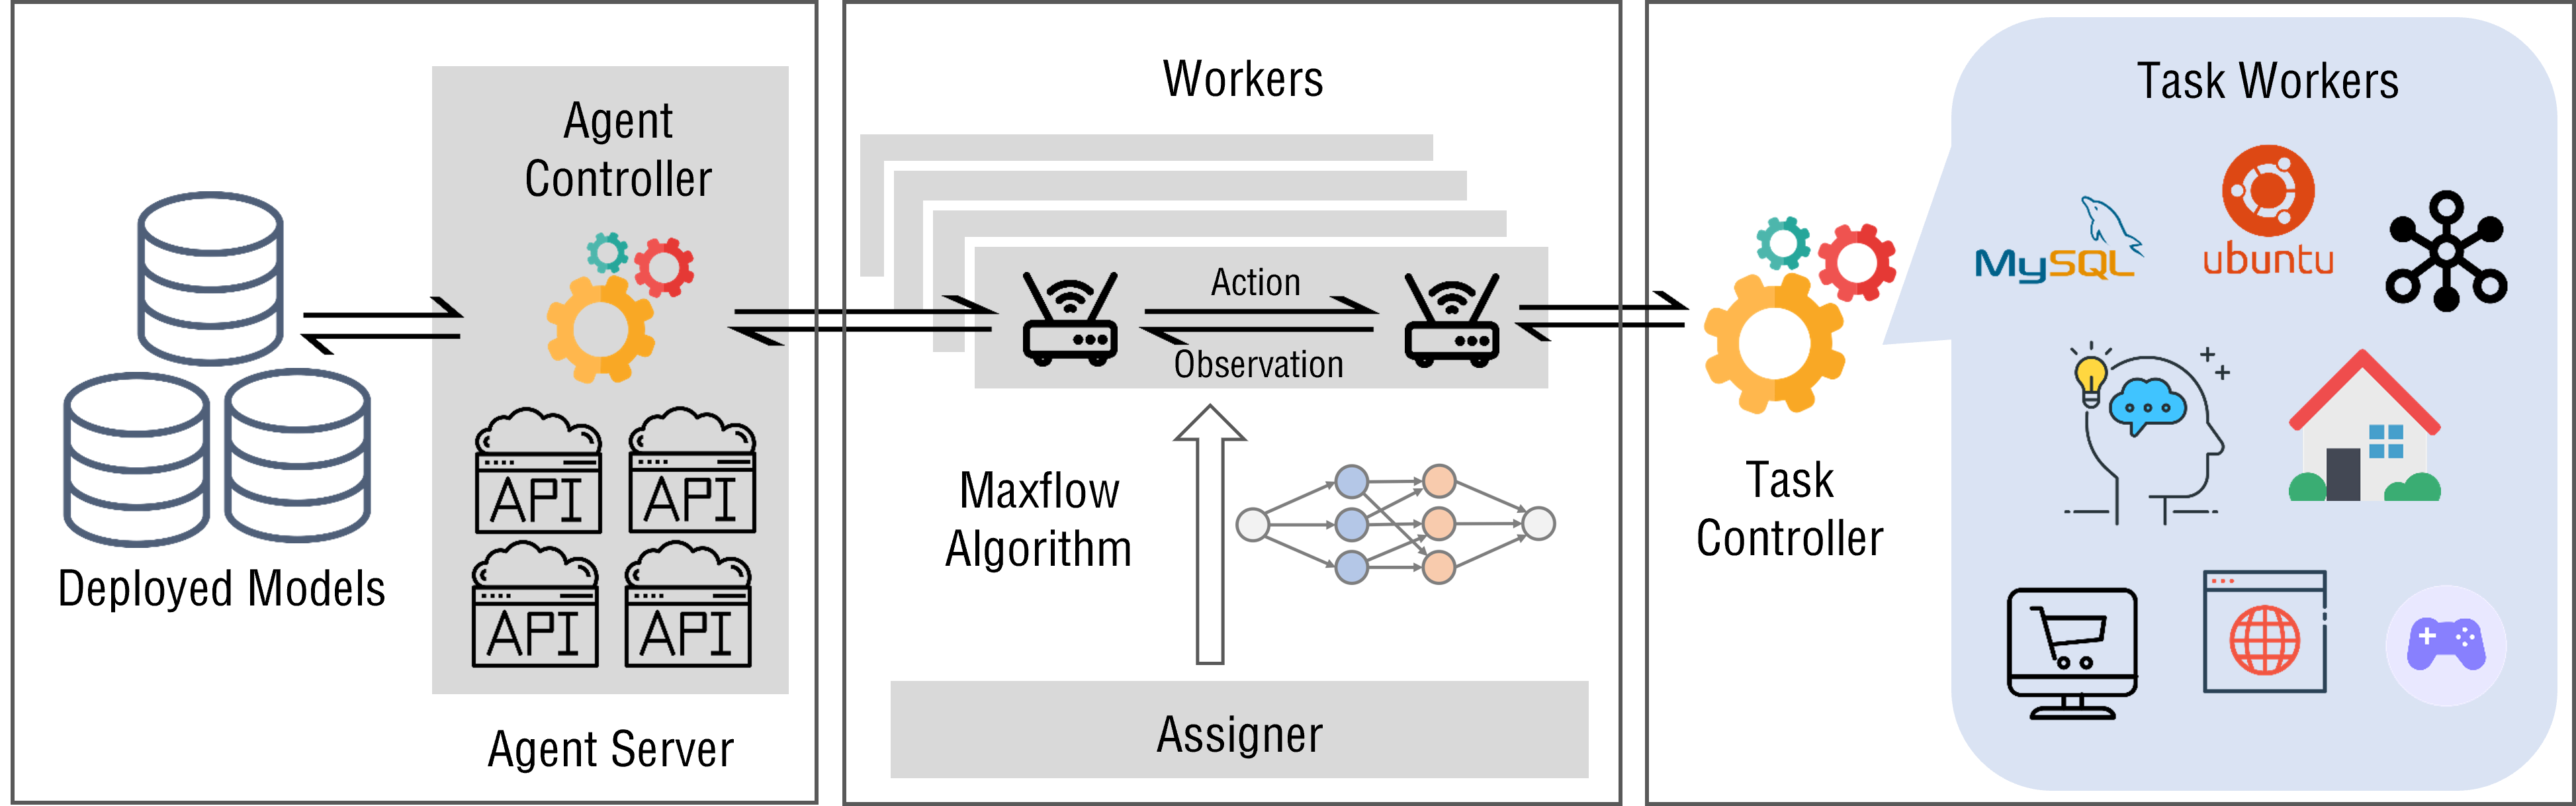 Deployed Models
Agent
Controller
API
API
API
API
Agent Server
Workers
Action
Observation
Maxflow
Algorithm
Assigner
Task
Controller
Task Workers
MySQL
ubuntu